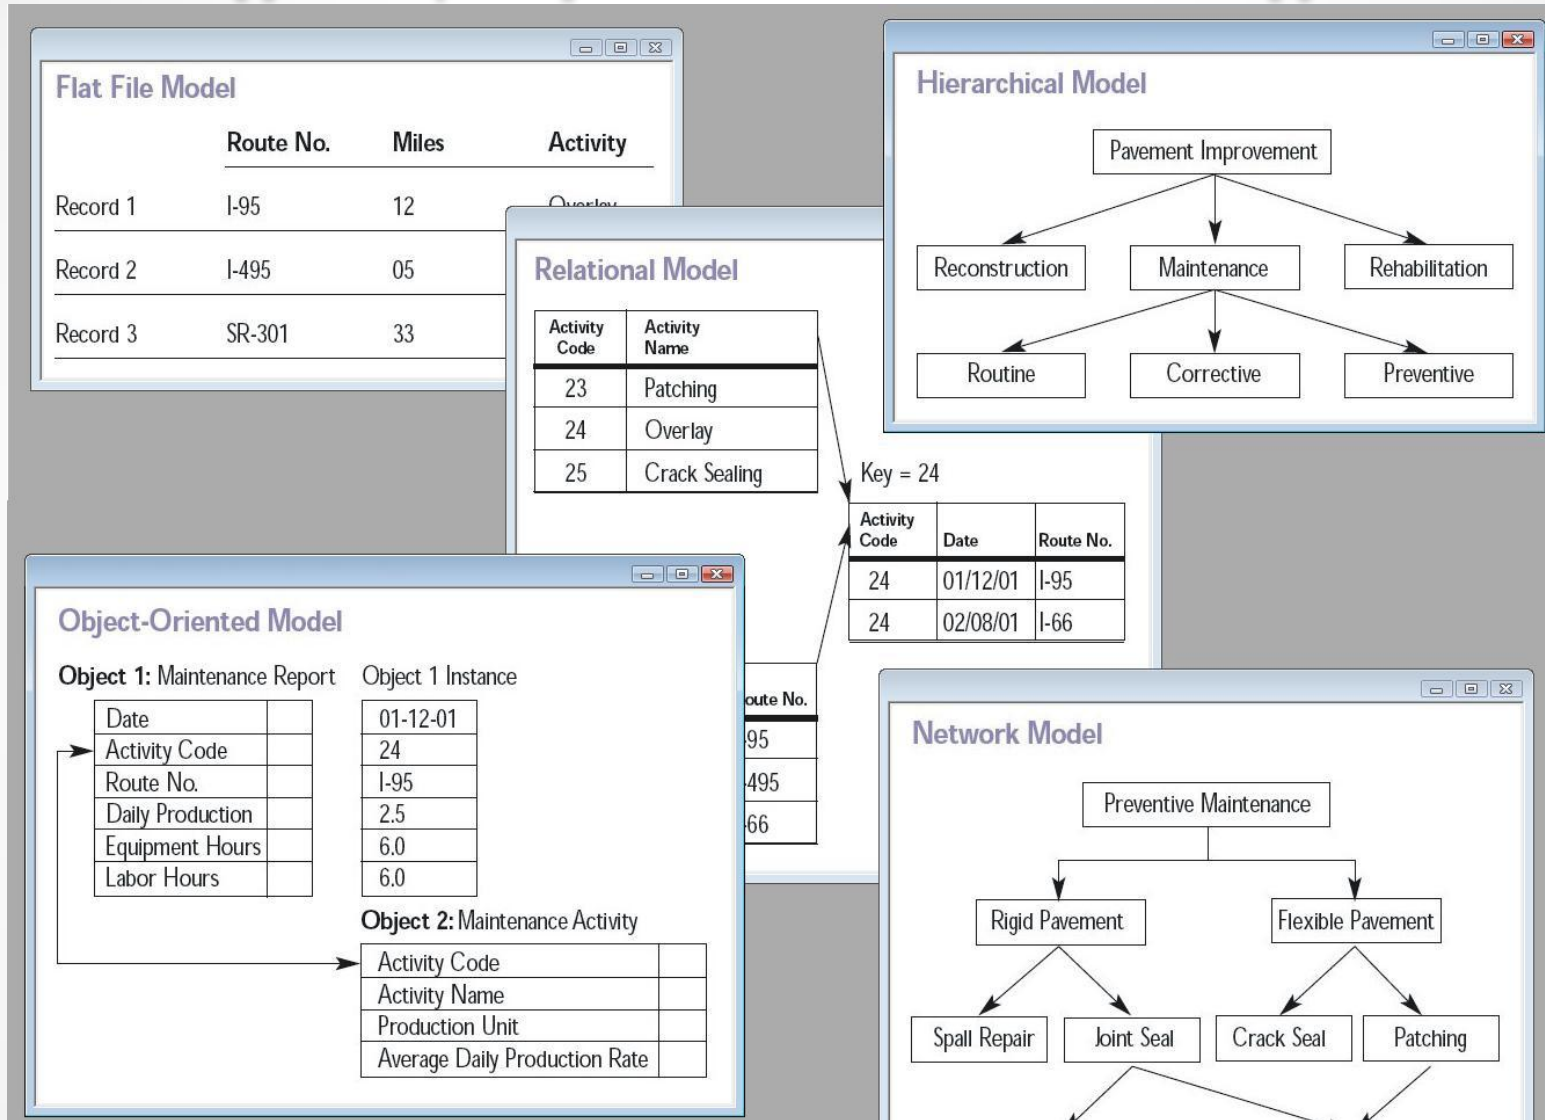 Flat File Model
Route No. Miles Activity
Record 1 I-95 12 Overlay
Record 2 I-495 05
Record 3 SR-301 33
Hierarchical Model
Pavement Improvement
Reconstruction Maintenance Rehabilitation
Routine Corrective Preventive
Relational Model
Activity Activity
Code Name
23 Patching
24 Overlay
25 Crack Sealing
Key = 24
Activity
Code Date Route No.
24 01/12/01 I-95
24 02/08/01 I-66
oute No.
-95
-495
-66
Object-Oriented Model
Object 1: Maintenance Report Object 1 Instance
Date 01-12-01
Activity Code 24
Route No. I-95
Daily Production 2.5
Equipment Hours 6.0
Labor Hours 6.0
Object 2: Maintenance Activity
Activity Code
Activity Name
Production Unit
Average Daily Production Rate
Network Model
Preventive Maintenance
Rigid Pavement Flexible Pavement
Spall Repair Joint Seal Crack Seal Patching